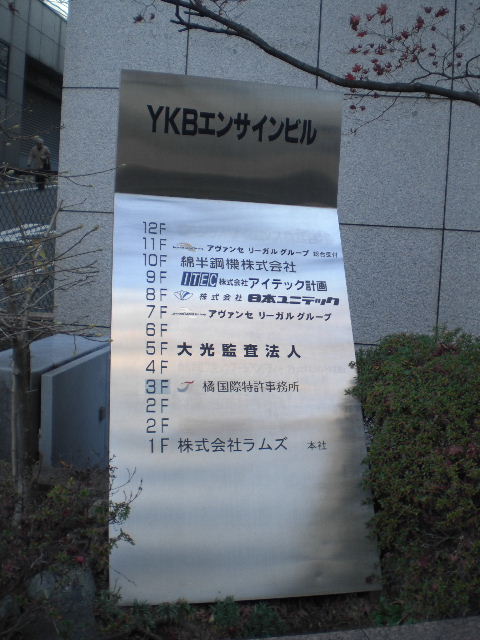 YKBエンサインビル
12F
11F アヴァンセ リーガル グループ 総合受付
10F 綿半鋼機株式会社
9F ITEC 株式会社アイテック計画
8F 株式会社 日本ユニテック
7F アヴァンセ リーガル グループ
6F
5F 大光監査法人
4F
3F 橘国際特許事務所
2F
2F
1F 株式会社ラムズ 本社